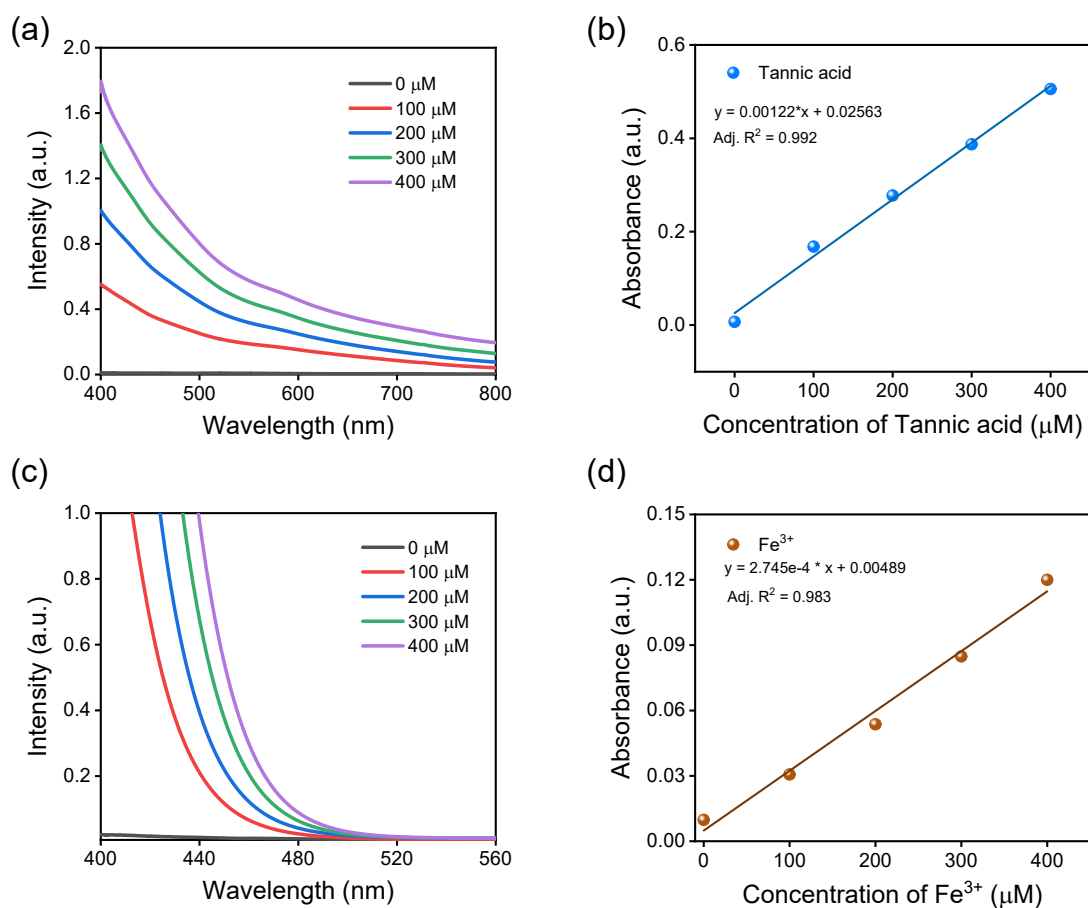 (a)
2.0
1.6
1.2
0.8
0.4
0.0
Intensity (a.u.)
0 μM
100 μM
200 μM
300 μM
400 μM
400 500 600 700 800
Wavelength (nm)
(b)
0.6
0.4
0.2
0.0
Absorbance (a.u.)
Tannic acid
y = 0.00122*x + 0.02563
Adj. R² = 0.992
0 100 200 300 400
Concentration of Tannic acid (μM)
(c)
1.0
0.8
0.6
0.4
0.2
Intensity (a.u.)
0 μM
100 μM
200 μM
300 μM
400 μM
400 440 480 520 560
Wavelength (nm)
(d)
0.15
0.12
0.09
0.06
0.03
0.00
Absorbance (a.u.)
Fe³⁺
y = 2.745e-4 * x + 0.00489
Adj. R² = 0.983
0 100 200 300 400
Concentration of Fe³⁺ (μM)